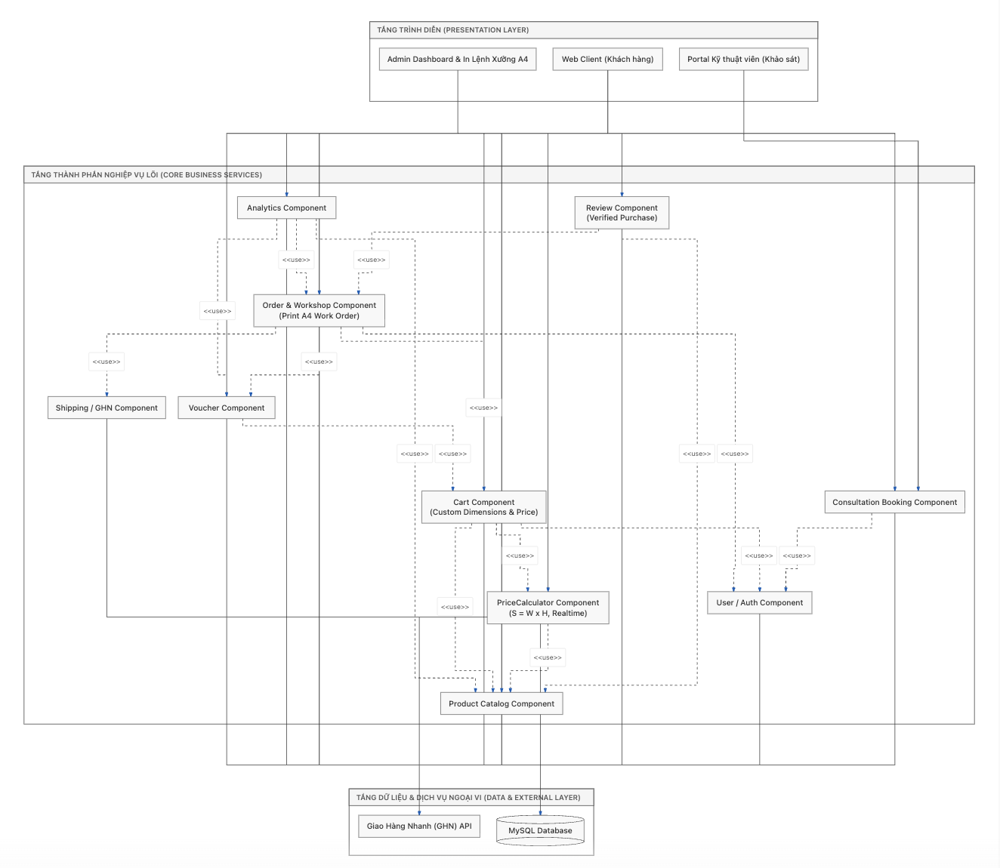 TẦNG TRÌNH DIỄN (PRESENTATION LAYER)
Admin Dashboard & In Lệnh Xưởng A4
Web Client (Khách hàng)
Portal Kỹ thuật viên (Khảo sát)
TẦNG THÀNH PHẦN NGHIỆP VỤ LÕI (CORE BUSINESS SERVICES)
Analytics Component
Review Component
(Verified Purchase)
<<use>>
<<use>>
Order & Workshop Component
(Print A4 Work Order)
<<use>>
<<use>>
<<use>>
Shipping / GHN Component
Voucher Component
<<use>>
<<use>>
<<use>>
<<use>>
<<use>>
Cart Component
(Custom Dimensions & Price)
Consultation Booking Component
<<use>>
<<use>>
<<use>>
PriceCalculator Component
(S = W x H, Realtime)
User / Auth Component
<<use>>
<<use>>
Product Catalog Component
TẦNG DỮ LIỆU & DỊCH VỤ NGOẠI VI (DATA & EXTERNAL LAYER)
Giao Hàng Nhanh (GHN) API
MySQL Database